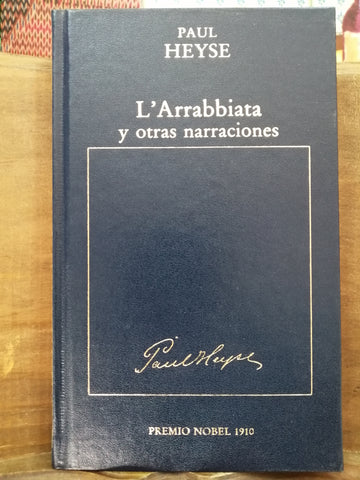 PAUL
HEYSE
L'Arrabbiata
y otras narraciones
Paul Heyse
PREMIO NOBEL 1910